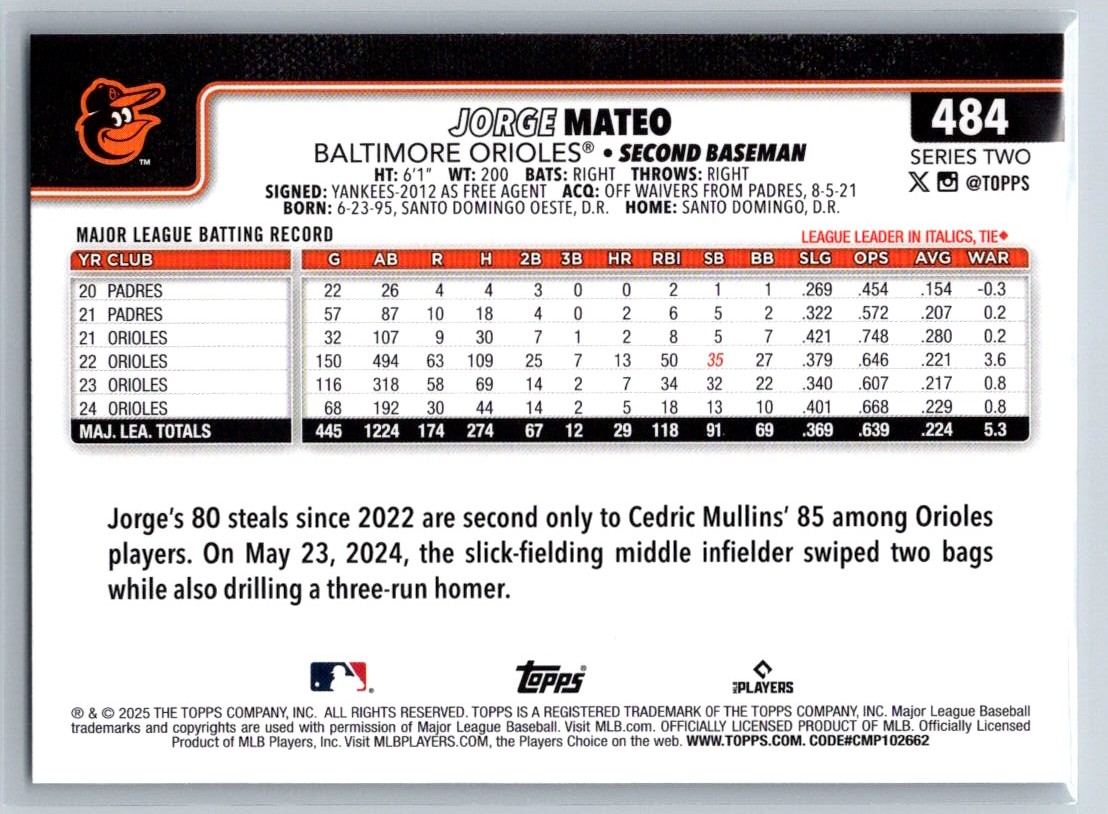 484
JORGE MATEO
BALTIMORE ORIOLES® • SECOND BASEMAN
SERIES TWO
HT: 6'1" WT: 200 BATS: RIGHT THROWS: RIGHT
@TOPPS
SIGNED: YANKEES-2012 AS FREE AGENT ACQ: OFF WAIVERS FROM PADRES, 8-5-21
BORN: 6-23-95, SANTO DOMINGO OESTE, D.R. HOME: SANTO DOMINGO, D.R.
TM
MAJOR LEAGUE BATTING RECORD
LEAGUE LEADER IN ITALICS, TIE◆
YR CLUB G AB R H 2B 3B HR RBI SB BB SLG OPS AVG WAR
20 PADRES 22 26 4 4 3 0 0 2 1 1 .269 .454 .154 -0.3
21 PADRES 57 87 10 18 4 0 2 6 5 2 .322 .572 .207 0.2
21 ORIOLES 32 107 9 30 7 1 2 8 5 7 .421 .748 .280 0.2
22 ORIOLES 150 494 63 109 25 7 13 50 35 27 .379 .646 .221 3.6
23 ORIOLES 116 318 58 69 14 2 7 34 32 22 .340 .607 .217 0.8
24 ORIOLES 68 192 30 44 14 2 5 18 13 10 .401 .668 .229 0.8
MAJ. LEA. TOTALS 445 1224 174 274 67 12 29 118 91 69 .369 .639 .224 5.3
Jorge's 80 steals since 2022 are second only to Cedric Mullins' 85 among Orioles
players. On May 23, 2024, the slick-fielding middle infielder swiped two bags
while also drilling a three-run homer.
Topps®
MLB PLAYERS
® & © 2025 THE TOPPS COMPANY, INC. ALL RIGHTS RESERVED. TOPPS IS A REGISTERED TRADEMARK OF THE TOPPS COMPANY, INC. Major League Baseball
trademarks and copyrights are used with permission of Major League Baseball. Visit MLB.com. OFFICIALLY LICENSED PRODUCT OF MLB. Officially Licensed
Product of MLB Players, Inc. Visit MLBPLAYERS.COM, the Players Choice on the web. WWW.TOPPS.COM. CODE#CMP102662